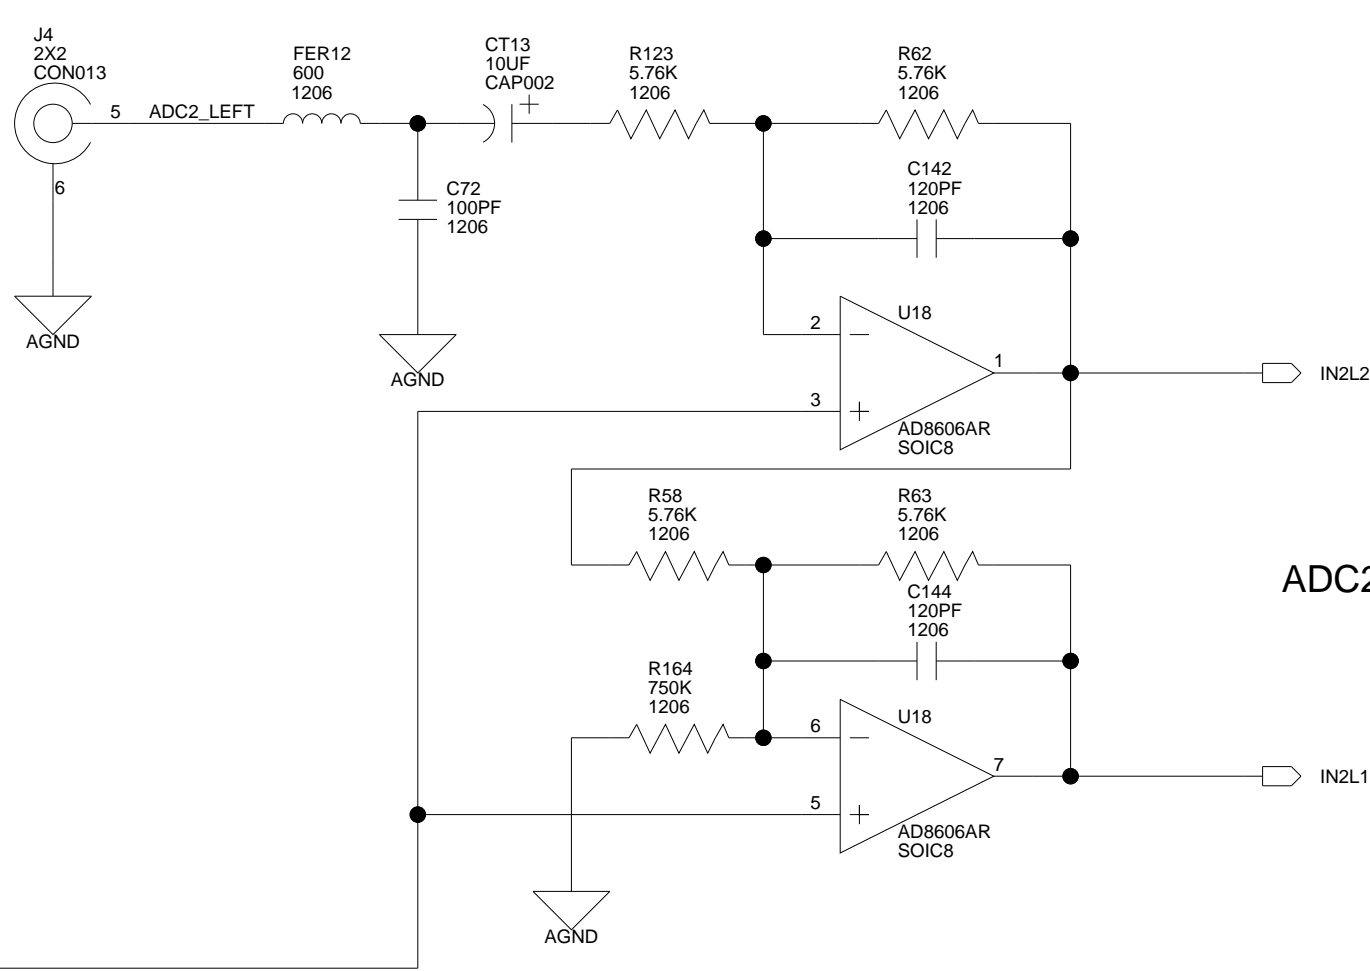 J4
2X2
CON013
5
ADC2_LEFT
6
AGND
FER12
600
1206
CT13
10UF
CAP002
+
C72
100PF
1206
AGND
R123
5.76K
1206
R62
5.76K
1206
C142
120PF
1206
U18
2
−
3
+
1
AD8606AR
SOIC8
IN2L2
R58
5.76K
1206
R63
5.76K
1206
C144
120PF
1206
ADC2
R164
750K
1206
U18
6
−
5
+
7
AD8606AR
SOIC8
IN2L1
AGND